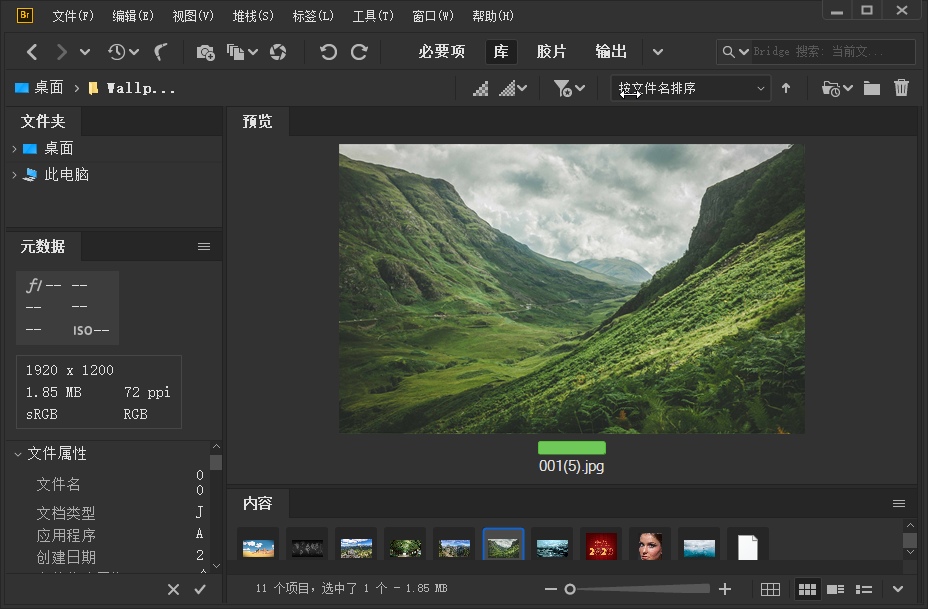 Br 文件(F) 编辑(E) 视图(V) 堆栈(S) 标签(L) 工具(T) 窗口(W) 帮助(H)
必要项 库 胶片 输出 Bridge 搜索: 当前文...
桌面 Wallp... 按文件名排序
文件夹 预览
桌面
此电脑
元数据
f/ -- --
-- --
-- ISO--
1920 x 1200
1.85 MB 72 ppi
sRGB RGB
001(5).jpg
文件属性
文件名 0
0
文档类型 J
应用程序 A
创建日期 2
内容
2020
11 个项目, 选中了 1 个 - 1.85 MB